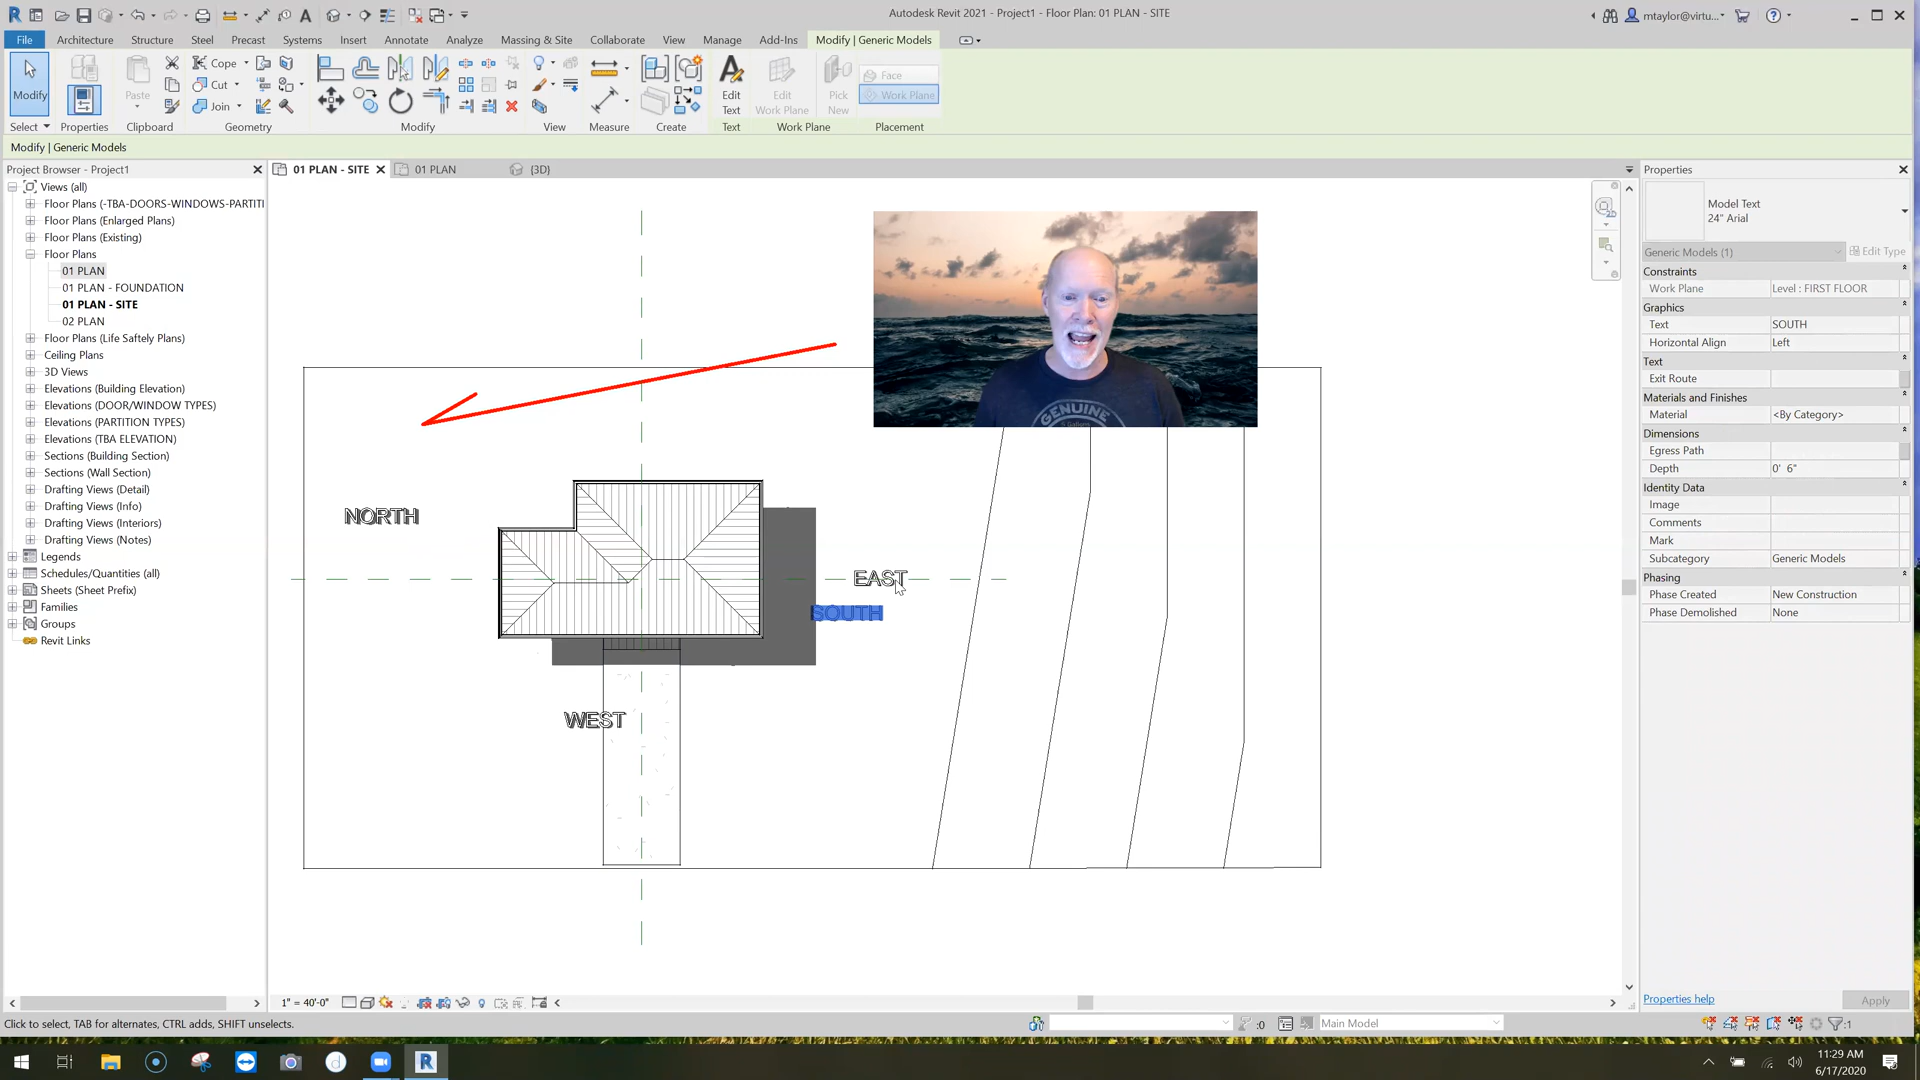 Autodesk Revit 2021 - Project1 - Floor Plan: 01 PLAN - SITE
mtaylor@virtu...
File Architecture Structure Steel Precast Systems Insert Annotate Analyze Massing & Site Collaborate View Manage Add-Ins Modify | Generic Models
Modify
Paste
Cope
Cut
Join
Edit Text
Edit Work Plane
Pick New
Face
Work Plane
Select Properties Clipboard Geometry Modify View Measure Create Text Work Plane Placement
Modify | Generic Models
Project Browser - Project1
01 PLAN - SITE
01 PLAN
{3D}
Properties
Views (all)
Floor Plans (-TBA-DOORS-WINDOWS-PARTITI
Floor Plans (Enlarged Plans)
Floor Plans (Existing)
Floor Plans
01 PLAN
01 PLAN - FOUNDATION
01 PLAN - SITE
02 PLAN
Floor Plans (Life Saftely Plans)
Ceiling Plans
3D Views
Elevations (Building Elevation)
Elevations (DOOR/WINDOW TYPES)
Elevations (PARTITION TYPES)
Elevations (TBA ELEVATION)
Sections (Building Section)
Sections (Wall Section)
Drafting Views (Detail)
Drafting Views (Info)
Drafting Views (Interiors)
Drafting Views (Notes)
Legends
Schedules/Quantities (all)
Sheets (Sheet Prefix)
Families
Groups
Revit Links
NORTH
EAST
SOUTH
WEST
GENUINE
Model Text
24" Arial
Generic Models (1)
Edit Type
Constraints
Work Plane Level : FIRST FLOOR
Graphics
Text SOUTH
Horizontal Align Left
Text
Exit Route
Materials and Finishes
Material <By Category>
Dimensions
Egress Path
Depth 0' 6"
Identity Data
Image
Comments
Mark
Subcategory Generic Models
Phasing
Phase Created New Construction
Phase Demolished None
Properties help
Apply
1" = 40'-0"
Click to select, TAB for alternates, CTRL adds, SHIFT unselects.
:0
Main Model
:1
11:29 AM
6/17/2020